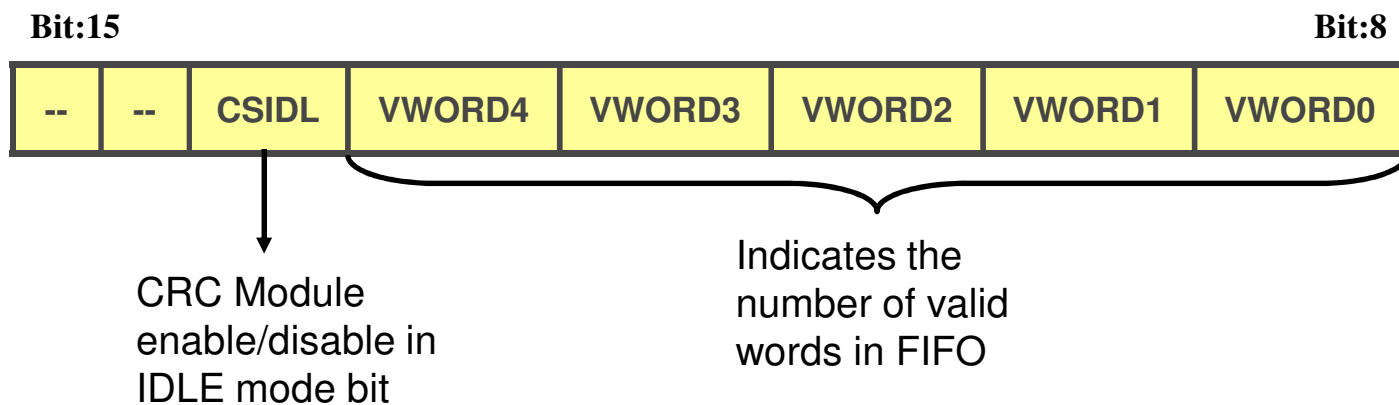 Bit:15 Bit:8
-- -- CSIDL VWORD4 VWORD3 VWORD2 VWORD1 VWORD0
CRC Module
enable/disable in
IDLE mode bit
Indicates the
number of valid
words in FIFO